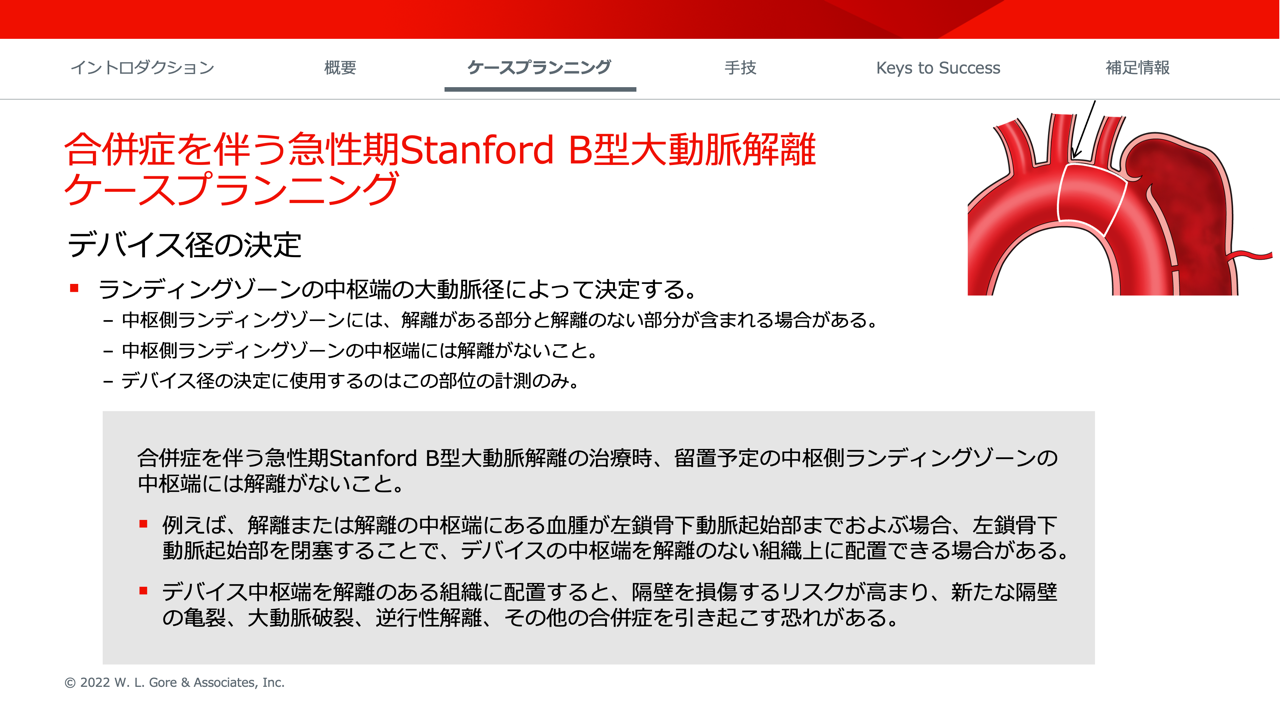 イントロダクション
概要
ケースプランニング
手技
Keys to Success
補足情報
合併症を伴う急性期Stanford B型大動脈解離
ケースプランニング
デバイス径の決定
▪ ランディングゾーンの中枢端の大動脈径によって決定する。
– 中枢側ランディングゾーンには、解離がある部分と解離のない部分が含まれる場合がある。
– 中枢側ランディングゾーンの中枢端には解離がないこと。
– デバイス径の決定に使用するのはこの部位の計測のみ。
合併症を伴う急性期Stanford B型大動脈解離の治療時、留置予定の中枢側ランディングゾーンの
中枢端には解離がないこと。
▪ 例えば、解離または解離の中枢端にある血腫が左鎖骨下動脈起始部までおよぶ場合、左鎖骨下
動脈起始部を閉塞することで、デバイスの中枢端を解離のない組織上に配置できる場合がある。
▪ デバイス中枢端を解離のある組織に配置すると、隔壁を損傷するリスクが高まり、新たな隔壁
の亀裂、大動脈破裂、逆行性解離、その他の合併症を引き起こす恐れがある。
© 2022 W. L. Gore & Associates, Inc.